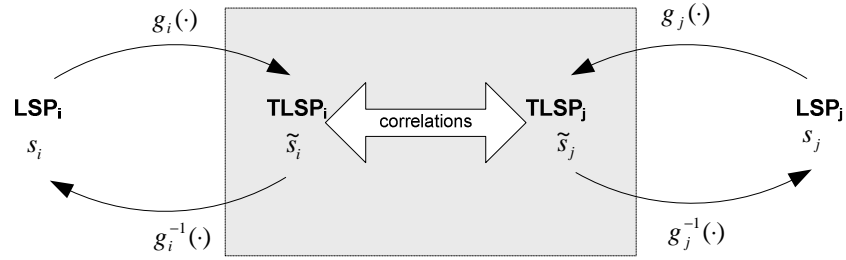 g_i(·) g_j(·)
LSP_i TLSP_i correlations TLSP_j LSP_j
s_i s̃_i s̃_j s_j
g_i^{-1}(·) g_j^{-1}(·)